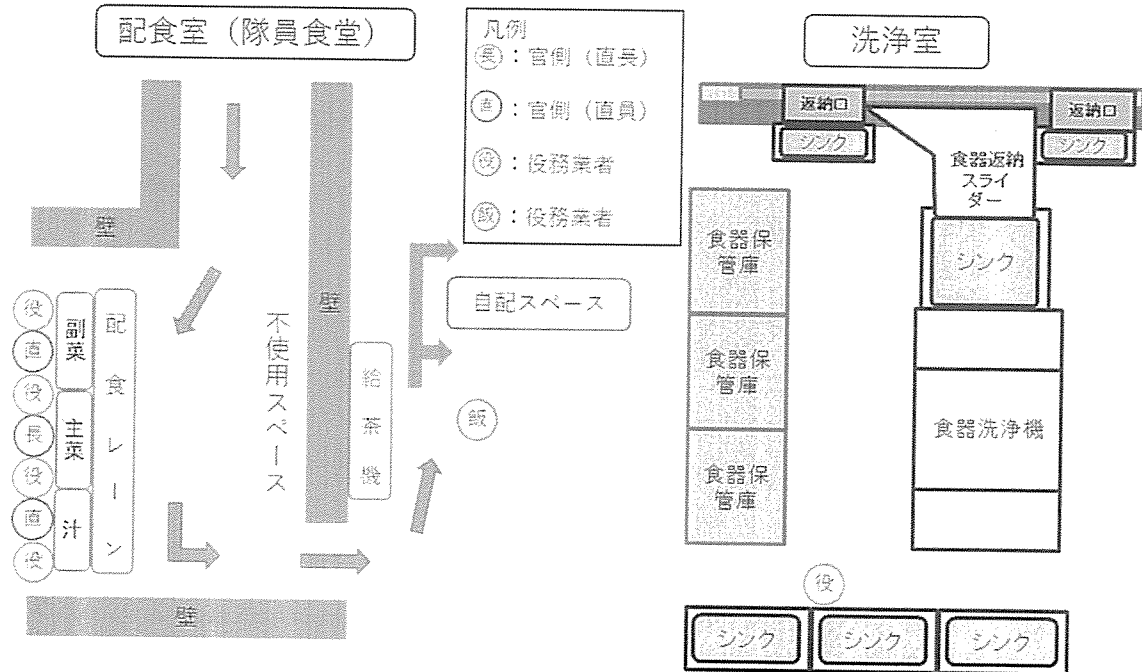 配食室（隊員食堂）
凡例
長：官側（直長）
直：官側（直員）
役：役務業者
飯：役務業者
洗浄室
返納口
返納口
シンク
シンク
食器返納
スライ
ダー
シンク
食器保
管庫
食器保
管庫
食器保
管庫
食器洗浄機
役
シンク
シンク
シンク
壁
壁
壁
不使用スペース
自配スペース
給茶機
飯
配食レーン
副菜
主菜
汁
役
直
役
長
役
直
役